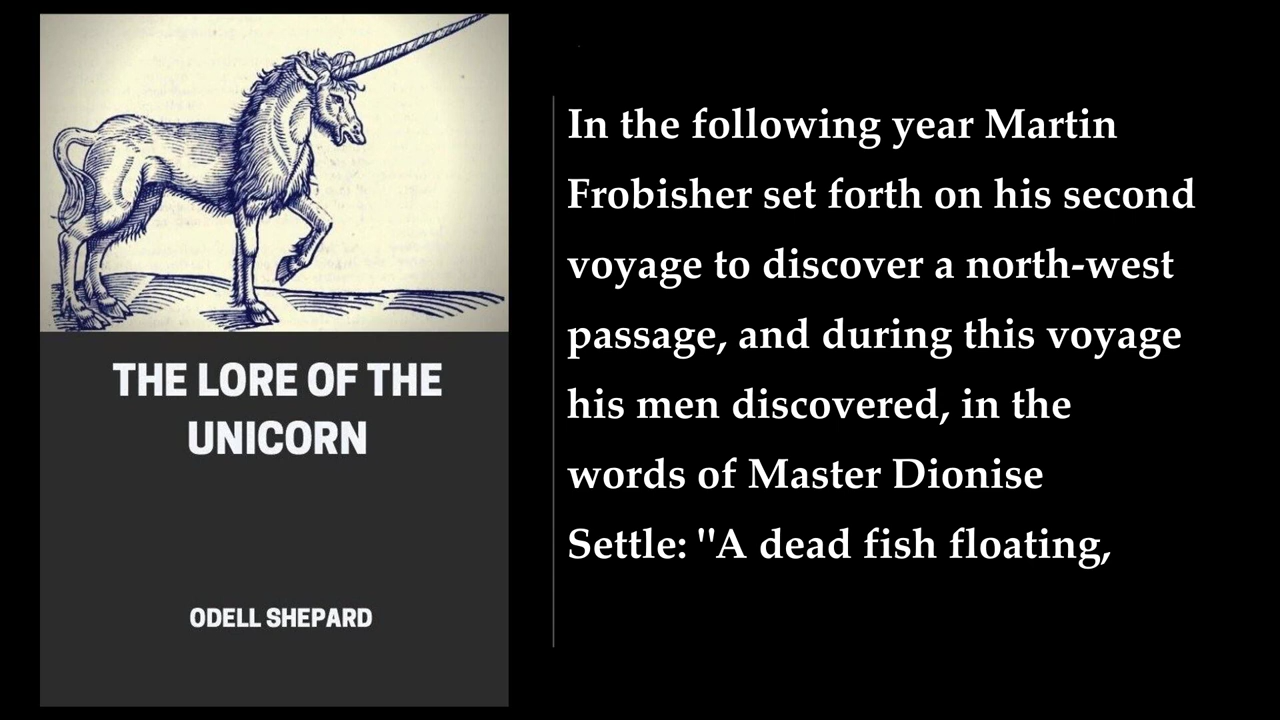 THE LORE OF THE
UNICORN
ODELL SHEPARD
In the following year Martin
Frobisher set forth on his second
voyage to discover a north-west
passage, and during this voyage
his men discovered, in the
words of Master Dionise
Settle: "A dead fish floating,